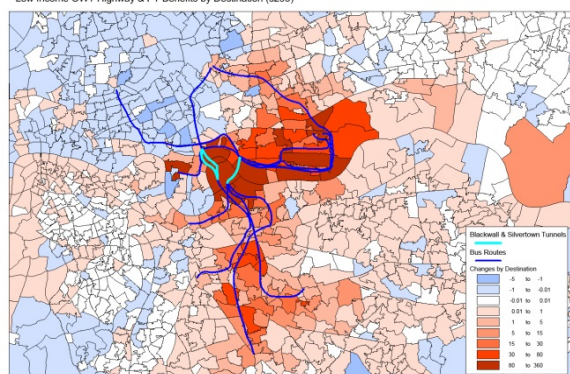 Low Income OWT Highway & PT Benefits by Destination
Blackwall & Silvertown Tunnels
Bus Routes
Changes by Destination
-5 to -1
-1 to -0.01
-0.01 to 0.01
0.01 to 1
1 to 5
5 to 15
15 to 30
30 to 80
80 to 360